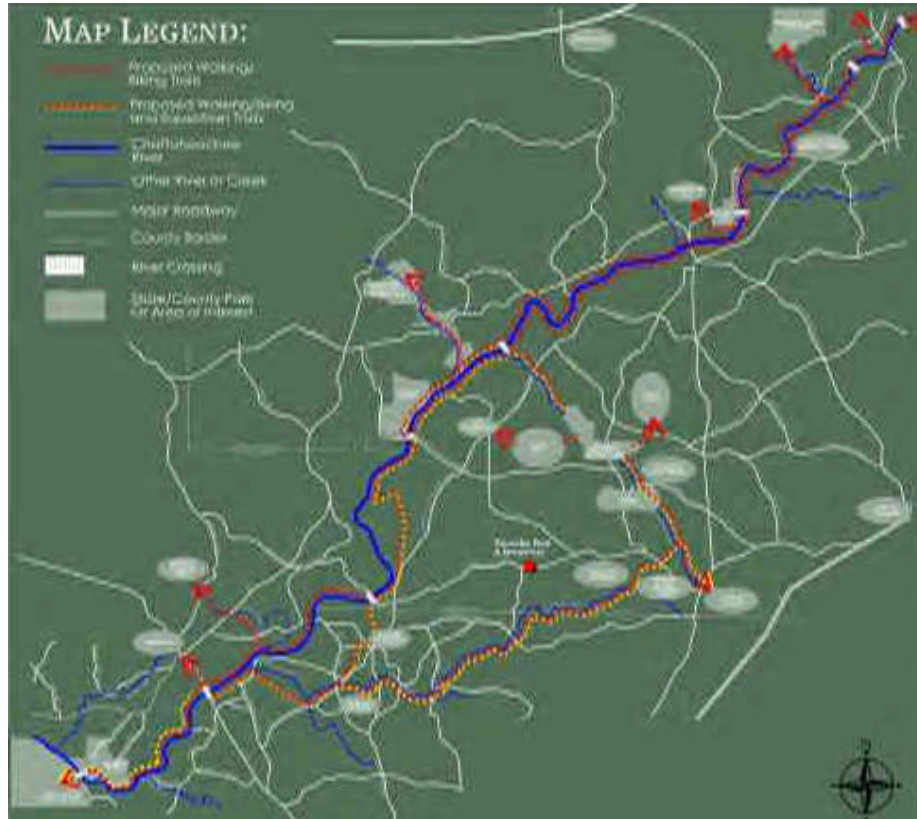 MAP LEGEND:
Proposed Walking/
Biking Trails
Proposed Walking/Biking
and Equestrian Trails
Chattahoochee
River
Other River or Creek
Major Roadway
County Border
River Crossing
State/County Park
or Area of Interest